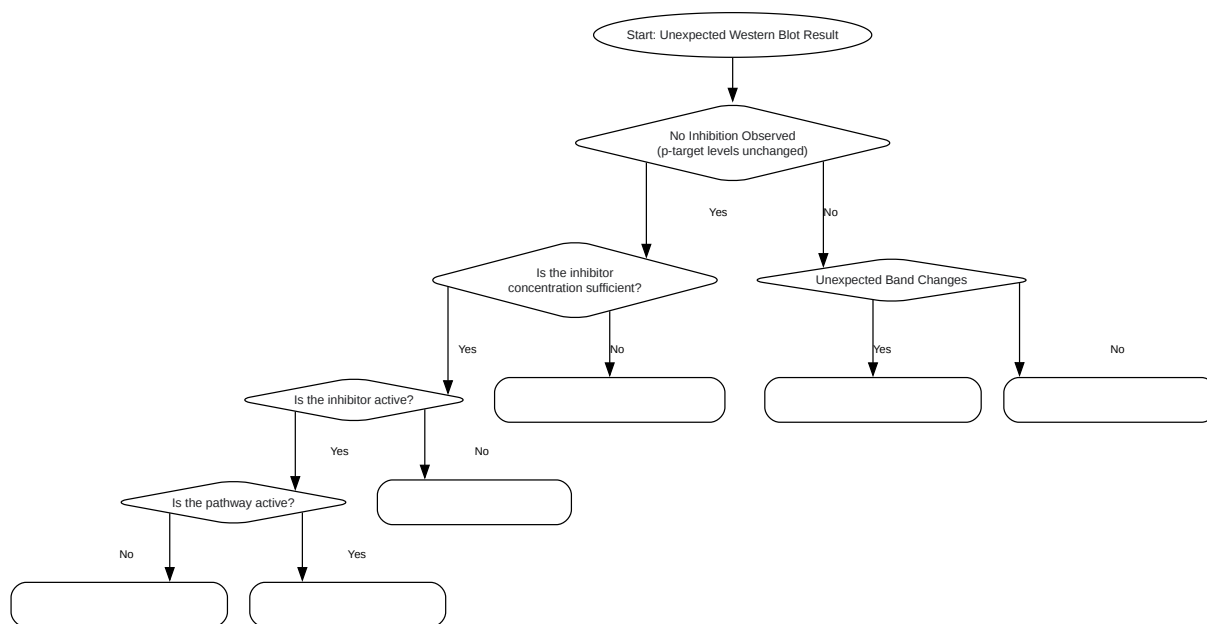 Start: Unexpected Western Blot Result
No Inhibition Observed
(p-target levels unchanged)
Yes
No
Is the inhibitor
concentration sufficient?
Unexpected Band Changes
Yes
No
Yes
No
Is the inhibitor active?
Yes
No
Is the pathway active?
No
Yes